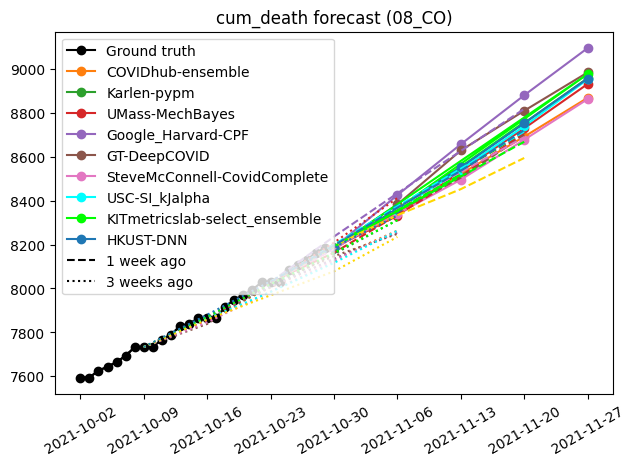 cum_death forecast (08_CO)
9000
8800
8600
8400
8200
8000
7800
7600
Ground truth
COVIDhub-ensemble
Karlen-pypm
UMass-MechBayes
Google_Harvard-CPF
GT-DeepCOVID
SteveMcConnell-CovidComplete
USC-SI_kJalpha
KITmetricslab-select_ensemble
HKUST-DNN
1 week ago
3 weeks ago
2021-10-02
2021-10-09
2021-10-16
2021-10-23
2021-10-30
2021-11-06
2021-11-13
2021-11-20
2021-11-27